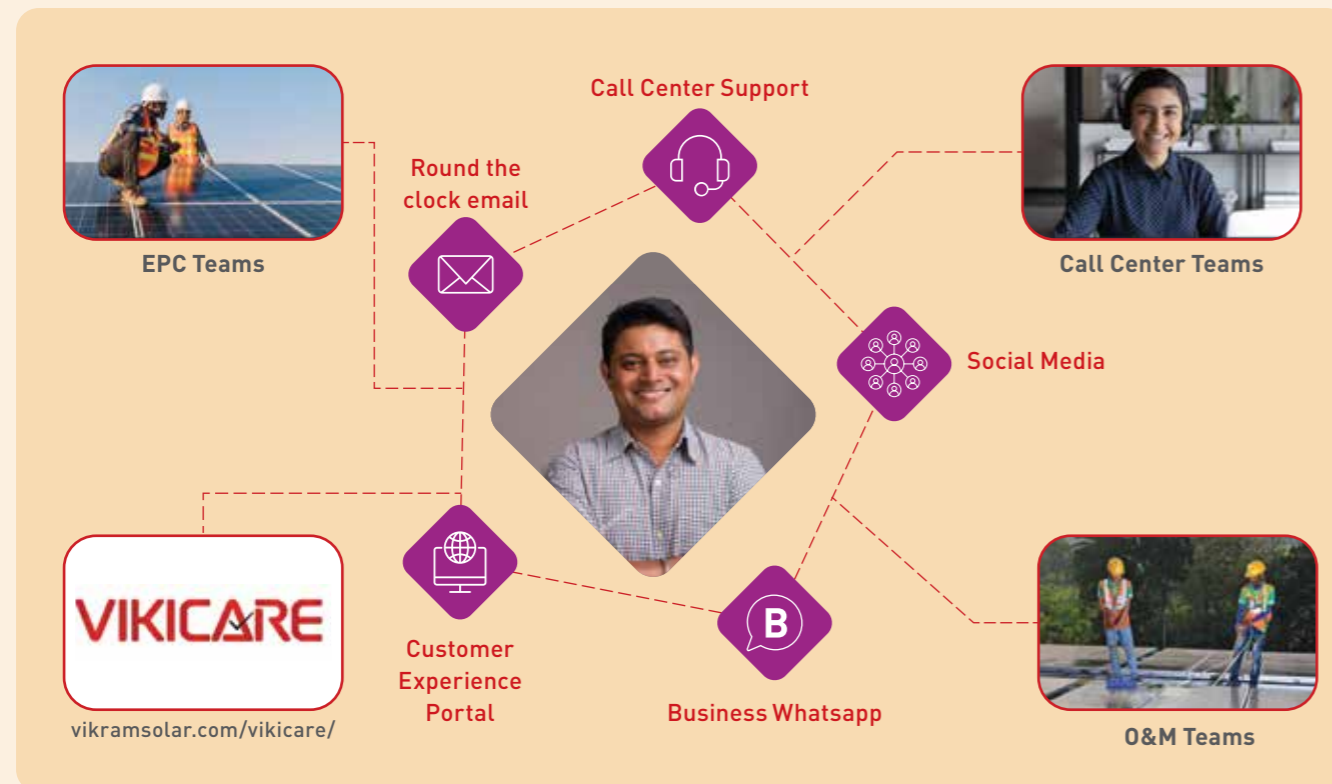 Call Center Support
Round the
clock email
EPC Teams
Call Center Teams
Social Media
VIKICARE
vikramsolar.com/vikicare/
Customer
Experience
Portal
B
Business Whatsapp
O&M Teams